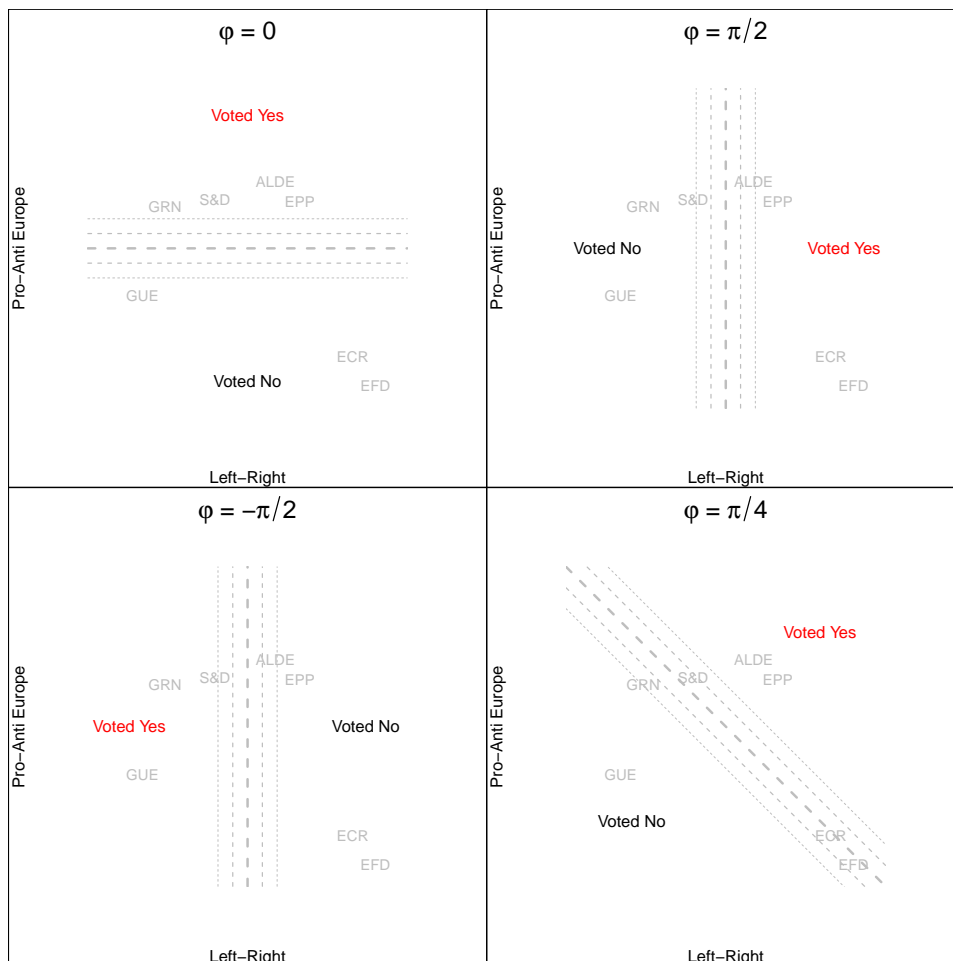 φ = 0
Voted Yes
ALDE
S&D
EPP
GRN
Pro−Anti Europe
GUE
ECR
Voted No
EFD
Left−Right
φ = π/2
ALDE
S&D
EPP
GRN
Pro−Anti Europe
Voted No
Voted Yes
GUE
ECR
EFD
Left−Right
φ = −π/2
ALDE
S&D
EPP
GRN
Pro−Anti Europe
Voted Yes
Voted No
GUE
ECR
EFD
Left−Right
φ = π/4
Voted Yes
ALDE
S&D
EPP
GRN
Pro−Anti Europe
GUE
Voted No
ECR
EFD
Left−Right